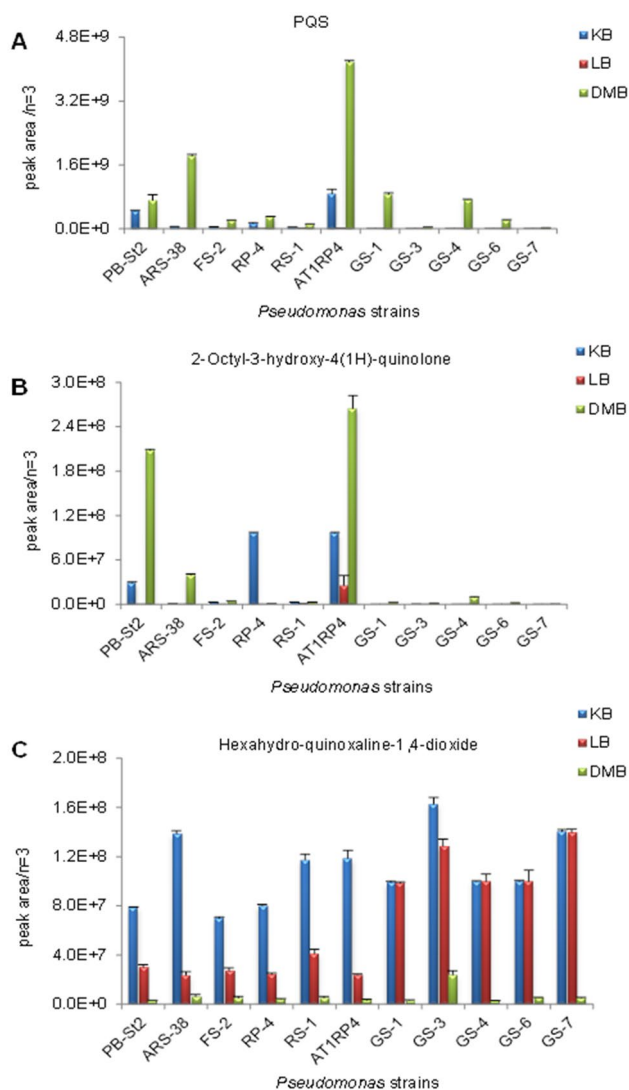 A
PQS
KB
LB
DMB
peak area /n=3
4.8E+9
3.2E+9
1.6E+9
0.0E+0
PB-St2 ARS-38 FS-2 RP-4 RS-1 AT1RP4 GS-1 GS-3 GS-4 GS-6 GS-7
Pseudomonas strains
B
2-Octyl-3-hydroxy-4(1H)-quinolone
KB
LB
DMB
peak area/n=3
3.0E+8
2.4E+8
1.8E+8
1.2E+8
6.0E+7
0.0E+0
PB-St2 ARS-38 FS-2 RP-4 RS-1 AT1RP4 GS-1 GS-3 GS-4 GS-6 GS-7
Pseudomonas strains
C
Hexahydro-quinoxaline-1,4-dioxide
KB
LB
DMB
peak area/n=3
2.0E+8
1.6E+8
1.2E+8
8.0E+7
4.0E+7
0.0E+0
PB-St2 ARS-38 FS-2 RP-4 RS-1 AT1RP4 GS-1 GS-3 GS-4 GS-6 GS-7
Pseudomonas strains